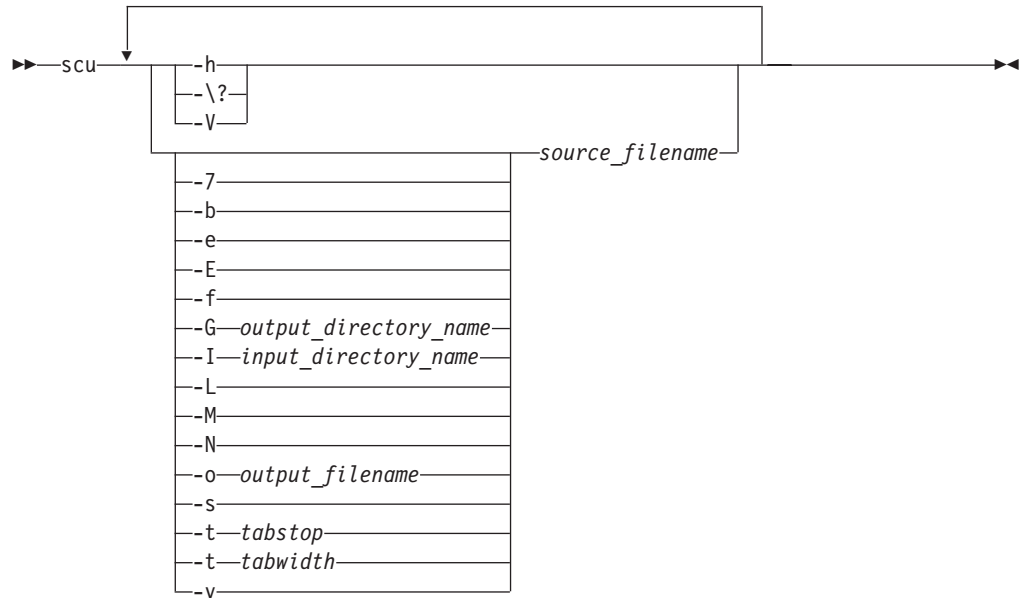 scu
-h
-\?
-V
source_filename
-7
-b
-e
-E
-f
-G output_directory_name
-I input_directory_name
-L
-M
-N
-o output_filename
-s
-t tabstop
-t tabwidth
-v